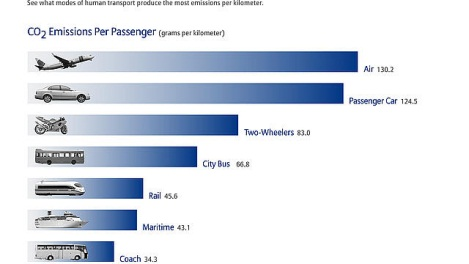 See what modes of human transport produce the most emissions per kilometer.
CO2 Emissions Per Passenger (grams per kilometer)
Air 130.2
Passenger Car 124.5
Two-Wheelers 83.0
City Bus 66.8
Rail 45.6
Maritime 43.1
Coach 34.3